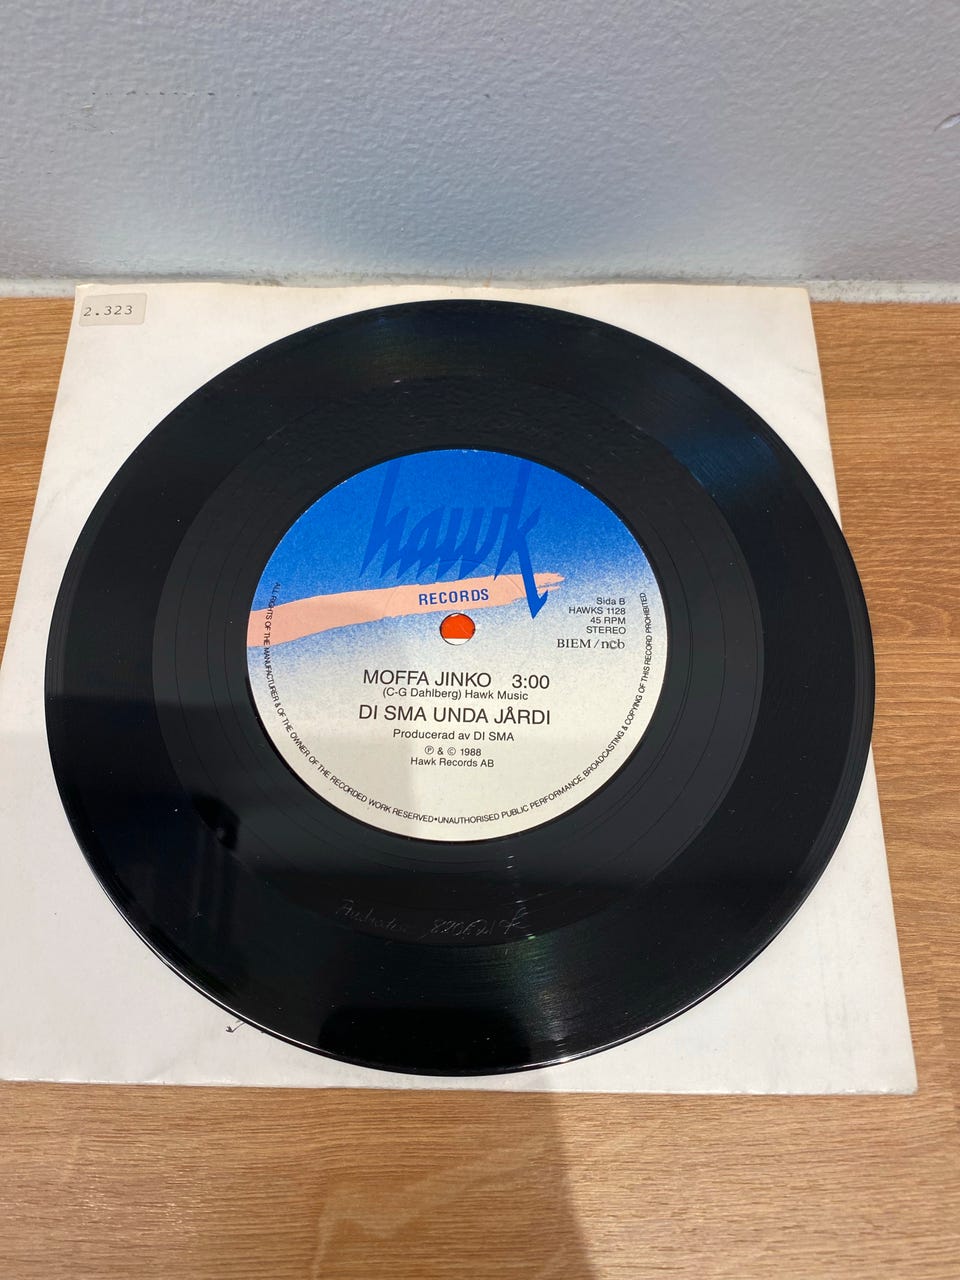 2.323
hawk
RECORDS
Sida B
HAWKS 1128
45 RPM
STEREO
BIEM/ncb
MOFFA JINKO 3:00
(C-G Dahlberg) Hawk Music
DI SMA UNDA JÅRDI
Producerad av DI SMA
℗ & © 1988
Hawk Records AB
ALL RIGHTS OF THE MANUFACTURER & OF THE OWNER OF THE RECORDED WORK RESERVED•UNAUTHORISED PUBLIC PERFORMANCE, BROADCASTING & COPYING OF THIS RECORD PROHIBITED.